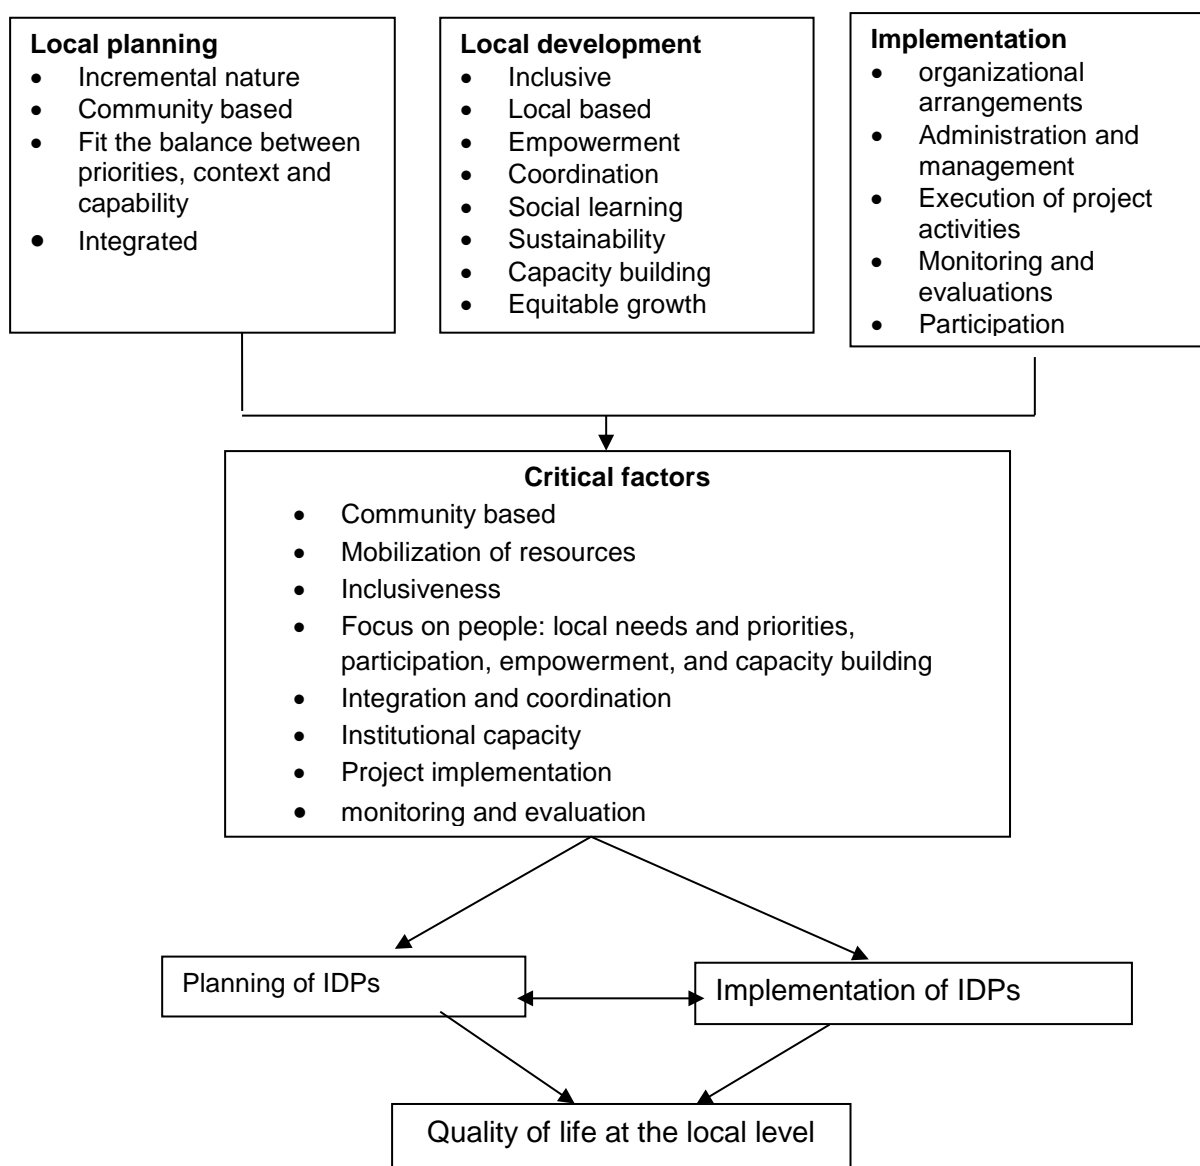 Local planning
• Incremental nature
• Community based
• Fit the balance between
priorities, context and
capability
• Integrated
Local development
• Inclusive
• Local based
• Empowerment
• Coordination
• Social learning
• Sustainability
• Capacity building
• Equitable growth
Implementation
• organizational
arrangements
• Administration and
management
• Execution of project
activities
• Monitoring and
evaluations
• Participation
Critical factors
• Community based
• Mobilization of resources
• Inclusiveness
• Focus on people: local needs and priorities,
participation, empowerment, and capacity building
• Integration and coordination
• Institutional capacity
• Project implementation
• monitoring and evaluation
Planning of IDPs
Implementation of IDPs
Quality of life at the local level